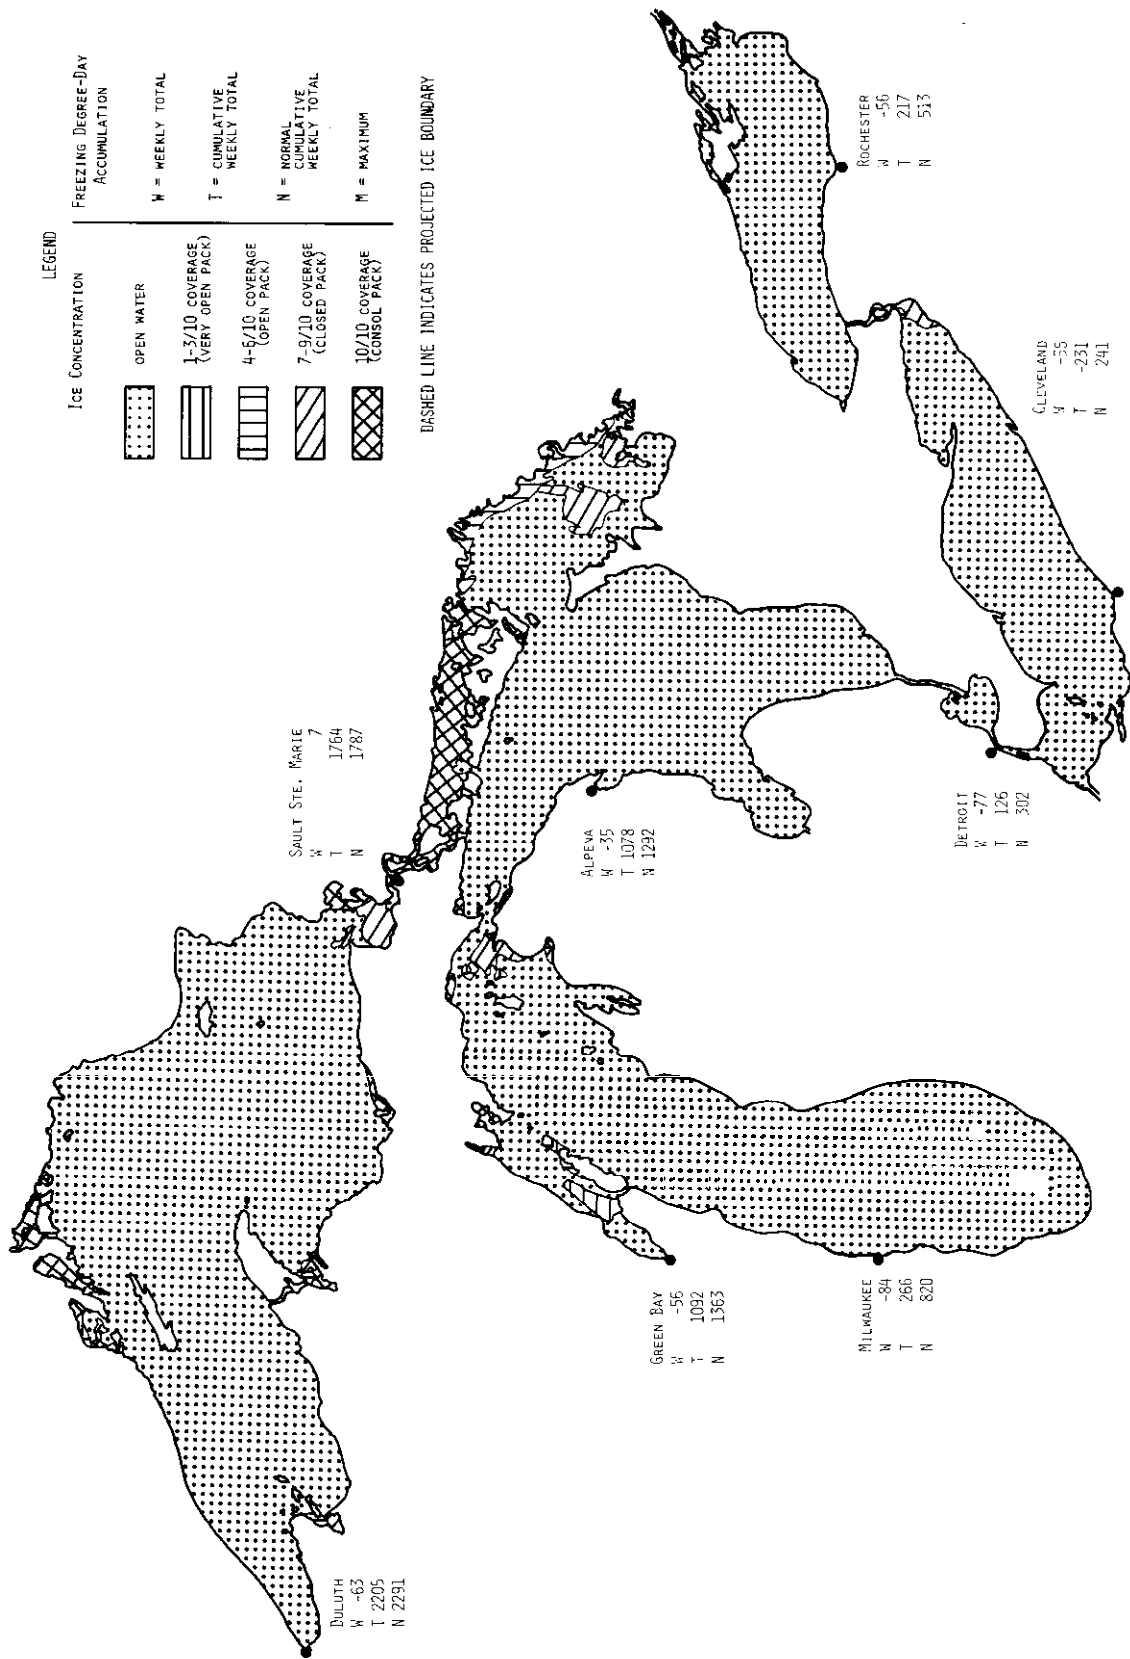 LEGEND
ICE CONCENTRATION
OPEN WATER
1-3/10 COVERAGE
(VERY OPEN PACK)
4-6/10 COVERAGE
(OPEN PACK)
7-9/10 COVERAGE
(CLOSED PACK)
10/10 COVERAGE
(CONSOL PACK)
FREEZING DEGREE-DAY
ACCUMULATION
W = WEEKLY TOTAL
T = CUMULATIVE
WEEKLY TOTAL
N = NORMAL
CUMULATIVE
WEEKLY TOTAL
M = MAXIMUM
DASHED LINE INDICATES PROJECTED ICE BOUNDARY
DULUTH
W -63
T 2205
N 2291
SAULT STE. MARIE
W 7
T 1764
N 1787
GREEN BAY
W -56
T 1092
N 1363
ALPENA
W -35
T 1078
N 1292
MILWAUKEE
W -84
T 266
N 820
DETROIT
W -77
T 126
N 302
CLEVELAND
W -55
T -231
N 241
ROCHESTER
W -56
T 217
N 513